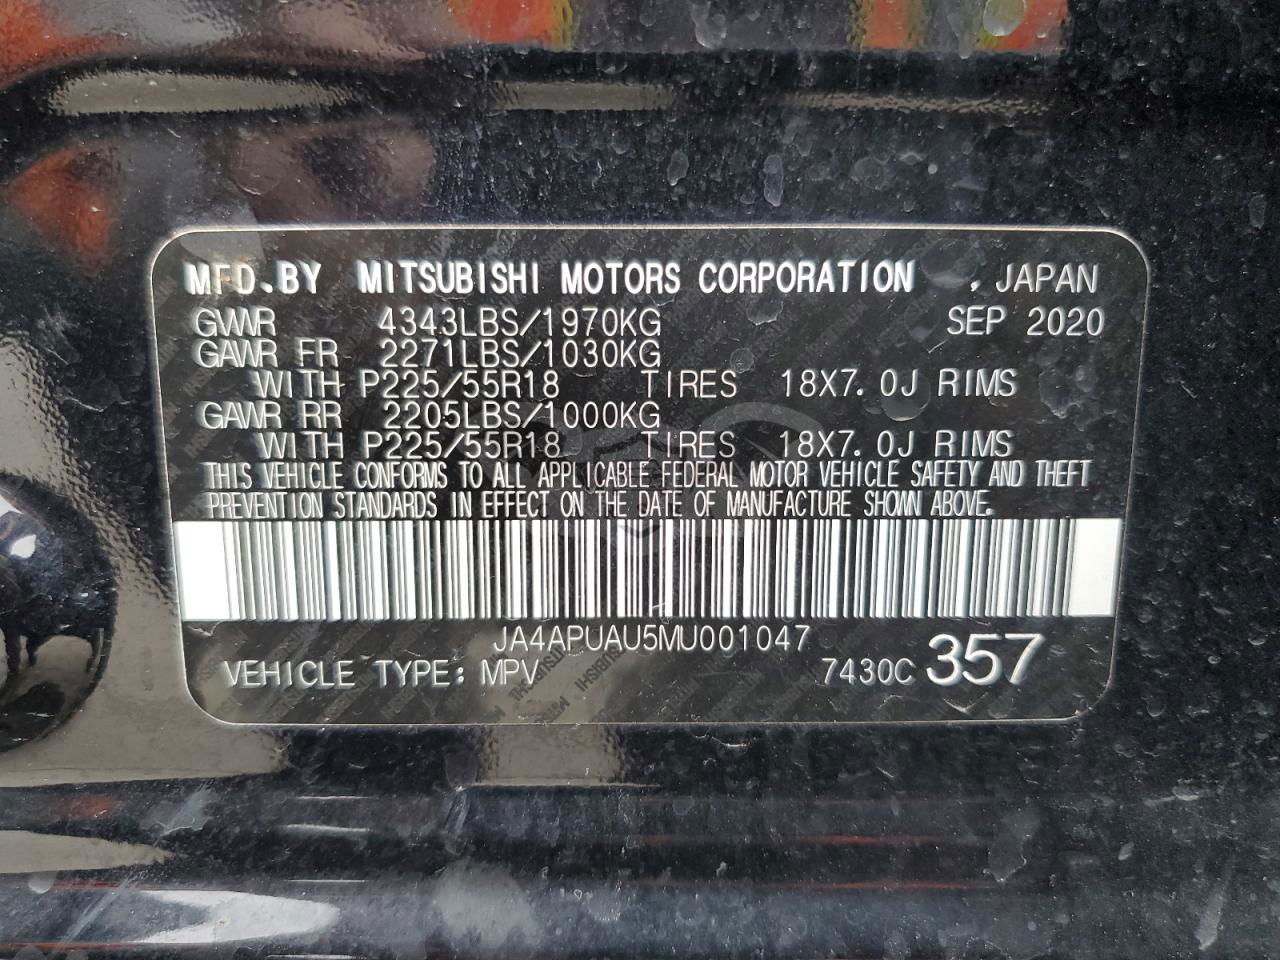 MFD.BY MITSUBISHI MOTORS CORPORATION , JAPAN
GVWR 4343LBS/1970KG SEP 2020
GAWR FR 2271LBS/1030KG
WITH P225/55R18 TIRES 18X7.0J RIMS
GAWR RR 2205LBS/1000KG
WITH P225/55R18 TIRES 18X7.0J RIMS
THIS VEHICLE CONFORMS TO ALL APPLICABLE FEDERAL MOTOR VEHICLE SAFETY AND THEFT
PREVENTION STANDARDS IN EFFECT ON THE DATE OF MANUFACTURE SHOWN ABOVE.
JA4APUAU5MU001047
VEHICLE TYPE: MPV 7430C 357